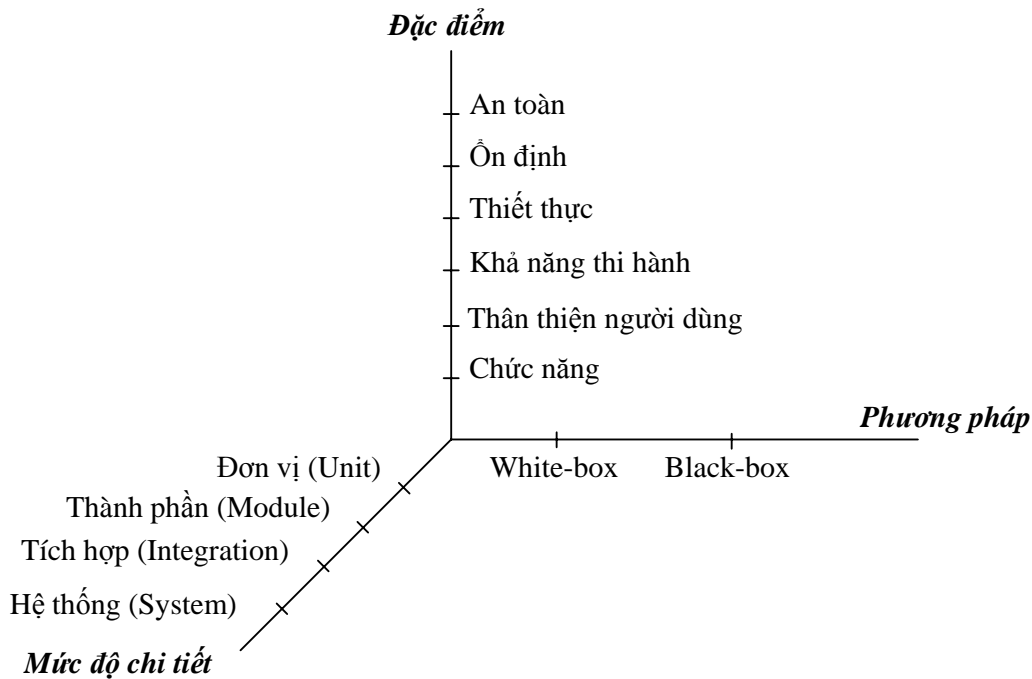 Đặc điểm
An toàn
Ổn định
Thiết thực
Khả năng thi hành
Thân thiện người dùng
Chức năng
Phương pháp
White-box
Black-box
Đơn vị (Unit)
Thành phần (Module)
Tích hợp (Integration)
Hệ thống (System)
Mức độ chi tiết